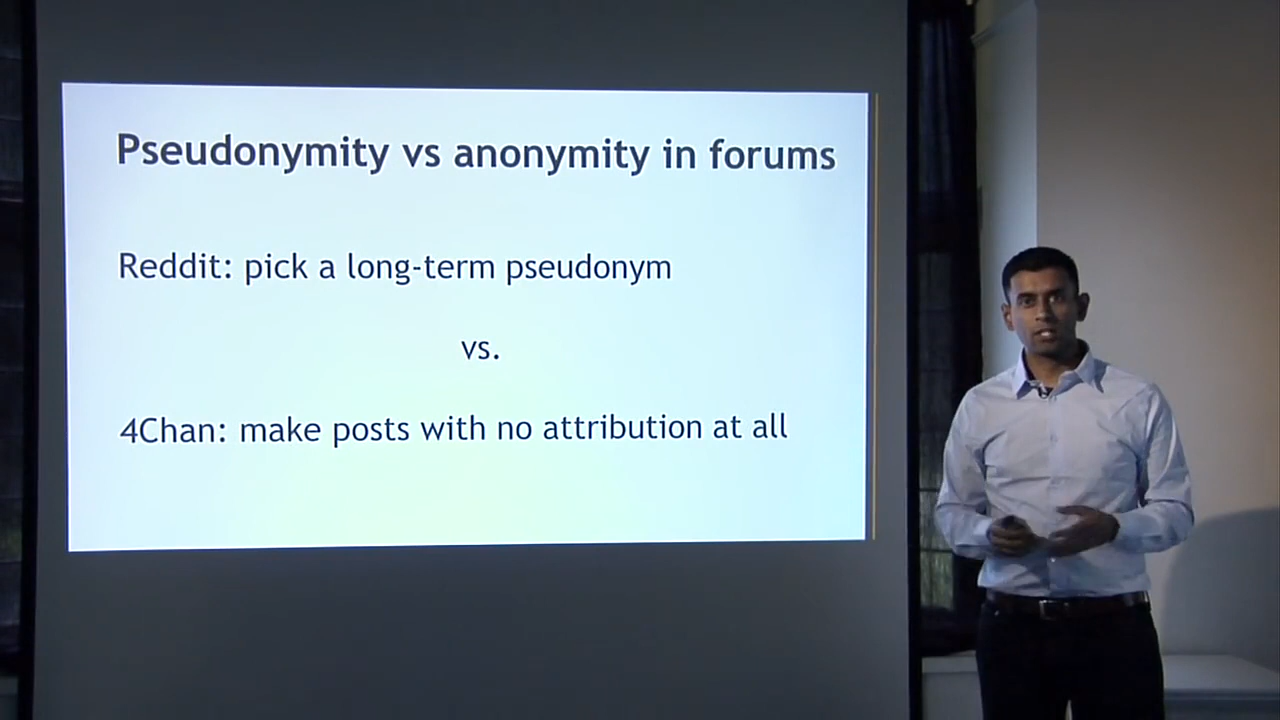 Pseudonymity vs anonymity in forums
Reddit: pick a long-term pseudonym
vs.
4Chan: make posts with no attribution at all